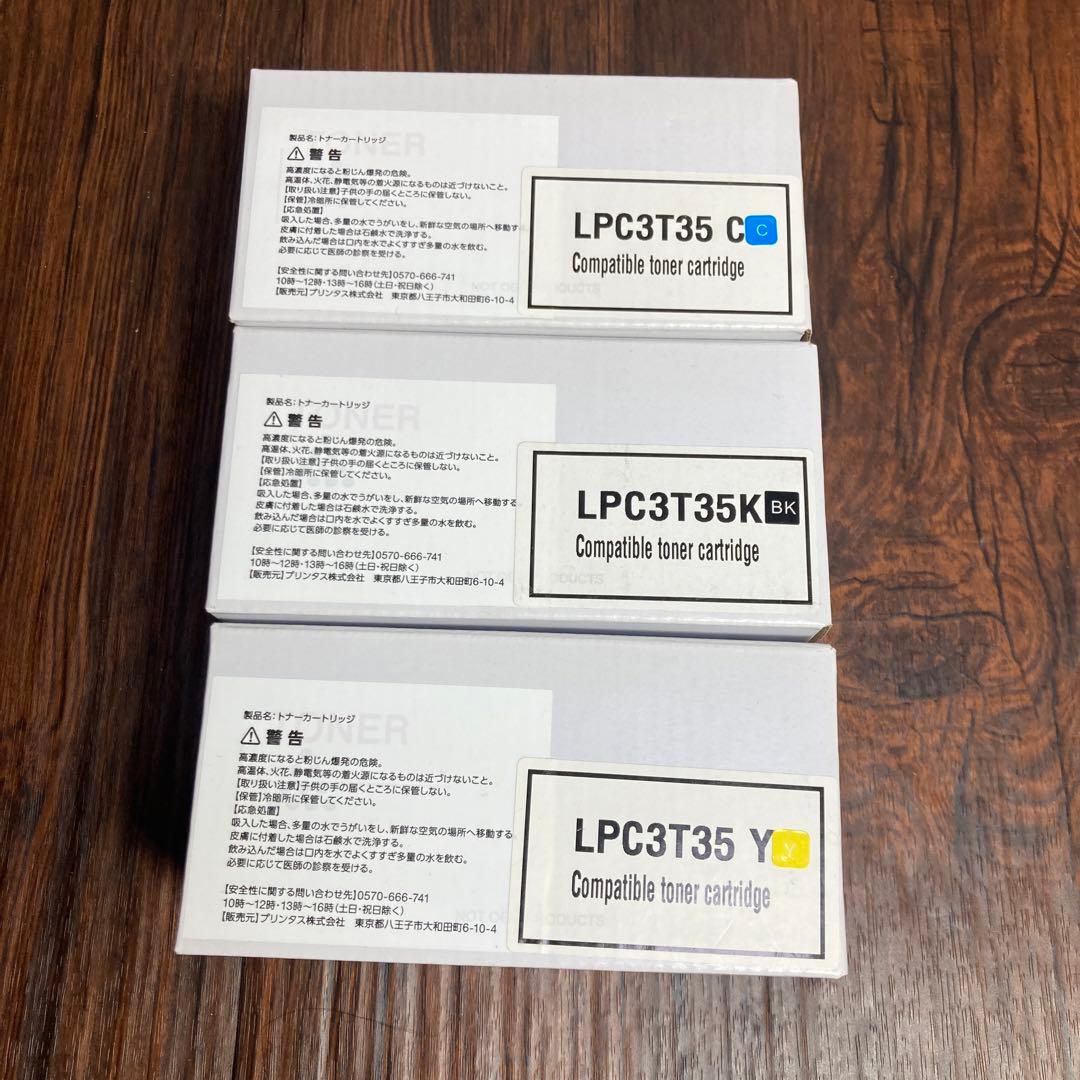 TONER
製品名：トナーカートリッジ
⚠ 警告
高濃度になると粉じん爆発の危険。
高温体、火花、静電気等の着火源になるものは近づけないこと。
【取り扱い注意】子供の手の届くところに保管しない。
【保管】冷暗所に保管してください。
【応急処置】
吸入した場合、多量の水でうがいをし、新鮮な空気の場所へ移動す
皮膚に付着した場合は石鹸水で洗浄する。
飲み込んだ場合は口内を水でよくすすぎ多量の水を飲む。
必要に応じて医師の診察を受ける。
【安全性に関する問い合わせ先】0570-666-741
10時～12時・13時～16時（土日・祝日除く）
【販売元】プリンタス株式会社　東京都八王子市大和田町6-10-4
LPC3T35 C C
Compatible toner cartridge
TONER
製品名：トナーカートリッジ
⚠ 警告
高濃度になると粉じん爆発の危険。
高温体、火花、静電気等の着火源になるものは近づけないこと。
【取り扱い注意】子供の手の届くところに保管しない。
【保管】冷暗所に保管してください。
【応急処置】
吸入した場合、多量の水でうがいをし、新鮮な空気の場所へ移動する
皮膚に付着した場合は石鹸水で洗浄する。
飲み込んだ場合は口内を水でよくすすぎ多量の水を飲む。
必要に応じて医師の診察を受ける。
【安全性に関する問い合わせ先】0570-666-741
10時～12時・13時～16時（土日・祝日除く）
【販売元】プリンタス株式会社　東京都八王子市大和田町6-10-4
LPC3T35K BK
Compatible toner cartridge
TONER
製品名：トナーカートリッジ
⚠ 警告
高濃度になると粉じん爆発の危険。
高温体、火花、静電気等の着火源になるものは近づけないこと。
【取り扱い注意】子供の手の届くところに保管しない。
【保管】冷暗所に保管してください。
【応急処置】
吸入した場合、多量の水でうがいをし、新鮮な空気の場所へ移動する
皮膚に付着した場合は石鹸水で洗浄する。
飲み込んだ場合は口内を水でよくすすぎ多量の水を飲む。
必要に応じて医師の診察を受ける。
【安全性に関する問い合わせ先】0570-666-741
10時～12時・13時～16時（土日・祝日除く）
【販売元】プリンタス株式会社　東京都八王子市大和田町6-10-4
LPC3T35 Y Y
Compatible toner cartridge